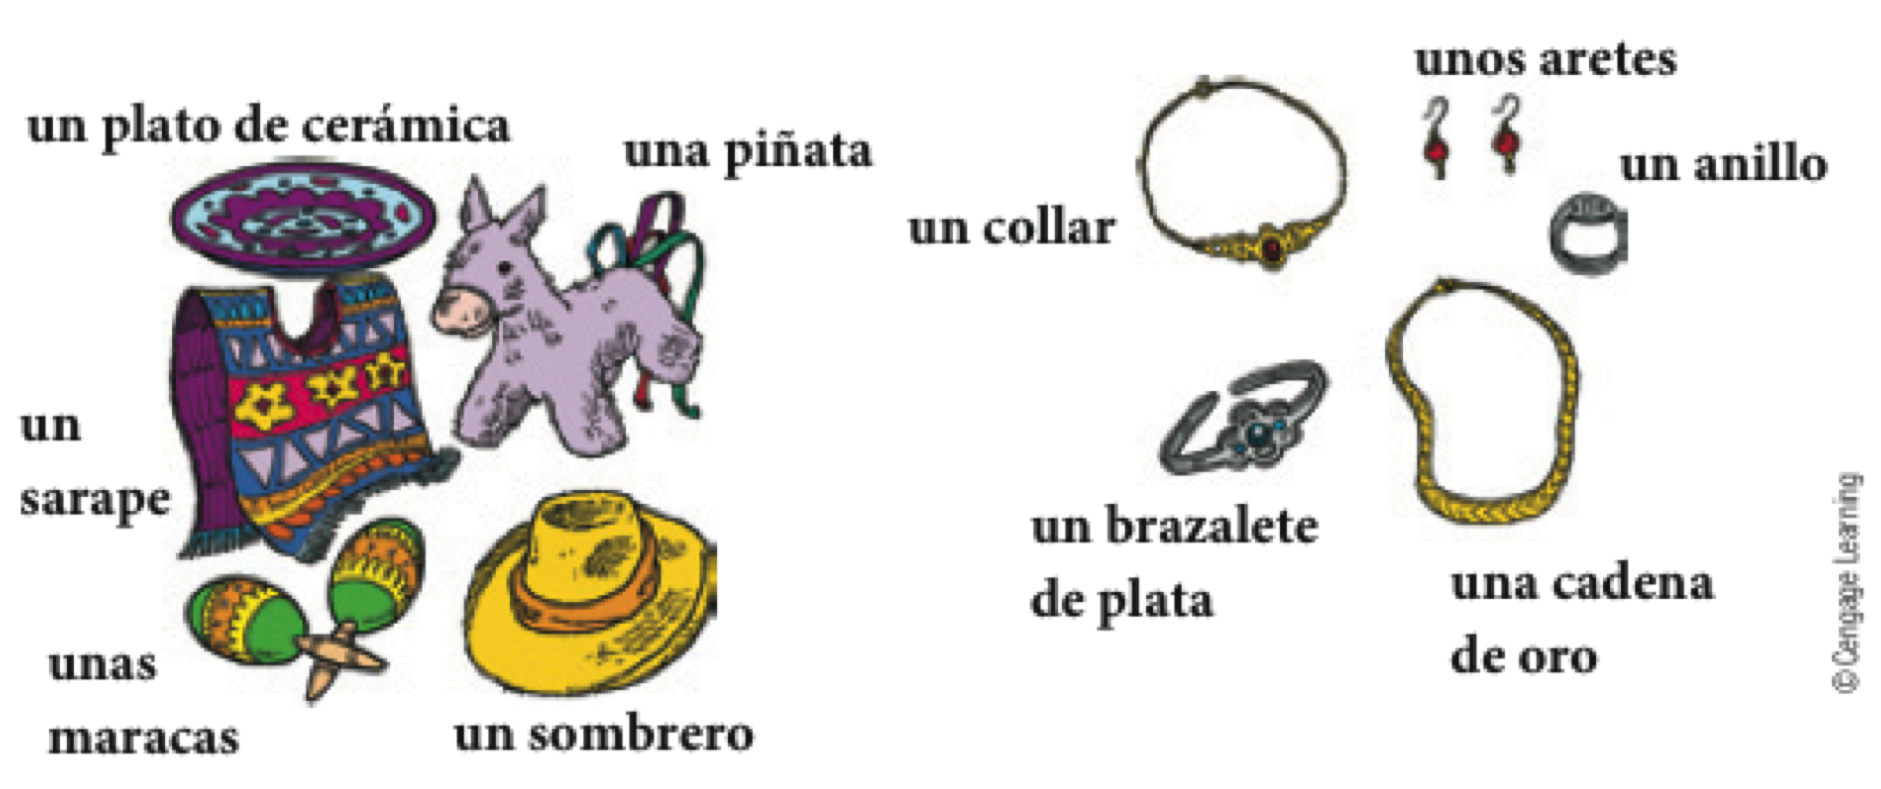 un plato de cerámica
una piñata
un
sarape
unas
maracas
un sombrero
unos aretes
un anillo
un collar
un brazalete
de plata
una cadena
de oro
© Cengage Learning